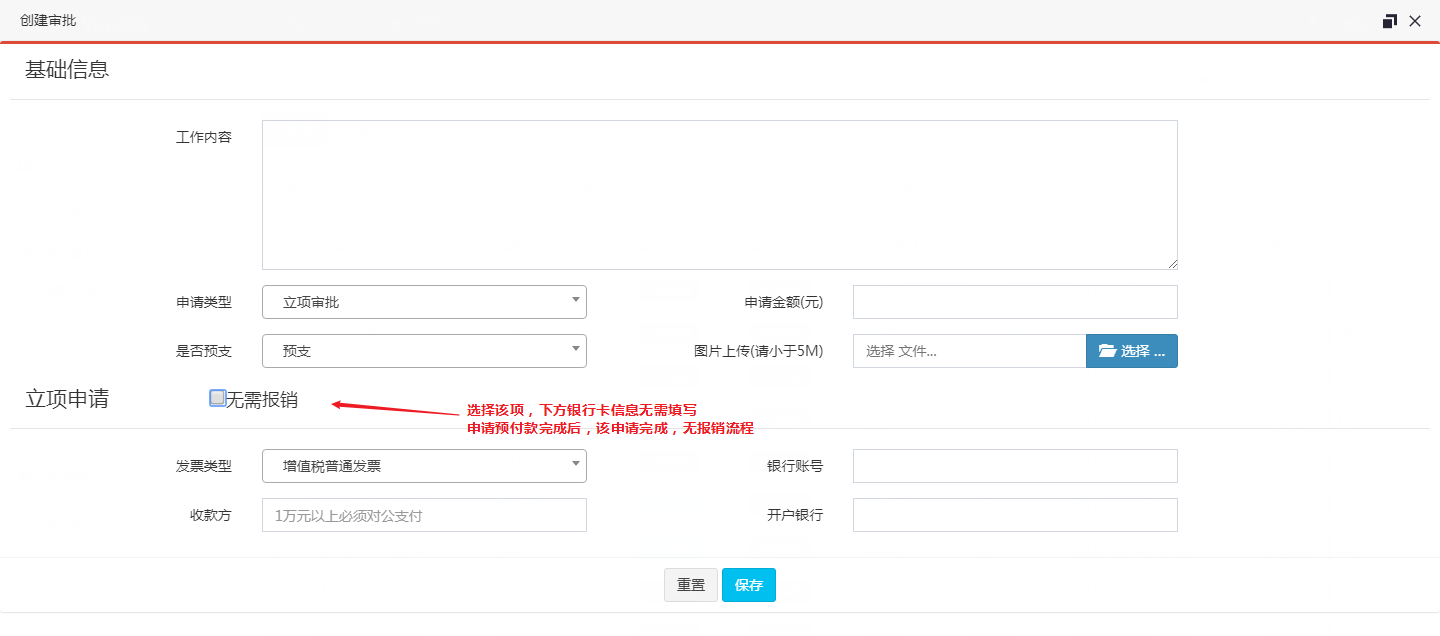 创建审批
基础信息
工作内容
申请类型 立项审批 申请金额(元)
是否预支 预支 图片上传(请小于5M) 选择 文件... 选择 ...
立项申请 无需报销
选择该项，下方银行卡信息无需填写
申请预付款完成后，该申请完成，无报销流程
发票类型 增值税普通发票 银行账号
收款方 1万元以上必须对公支付 开户银行
重置 保存